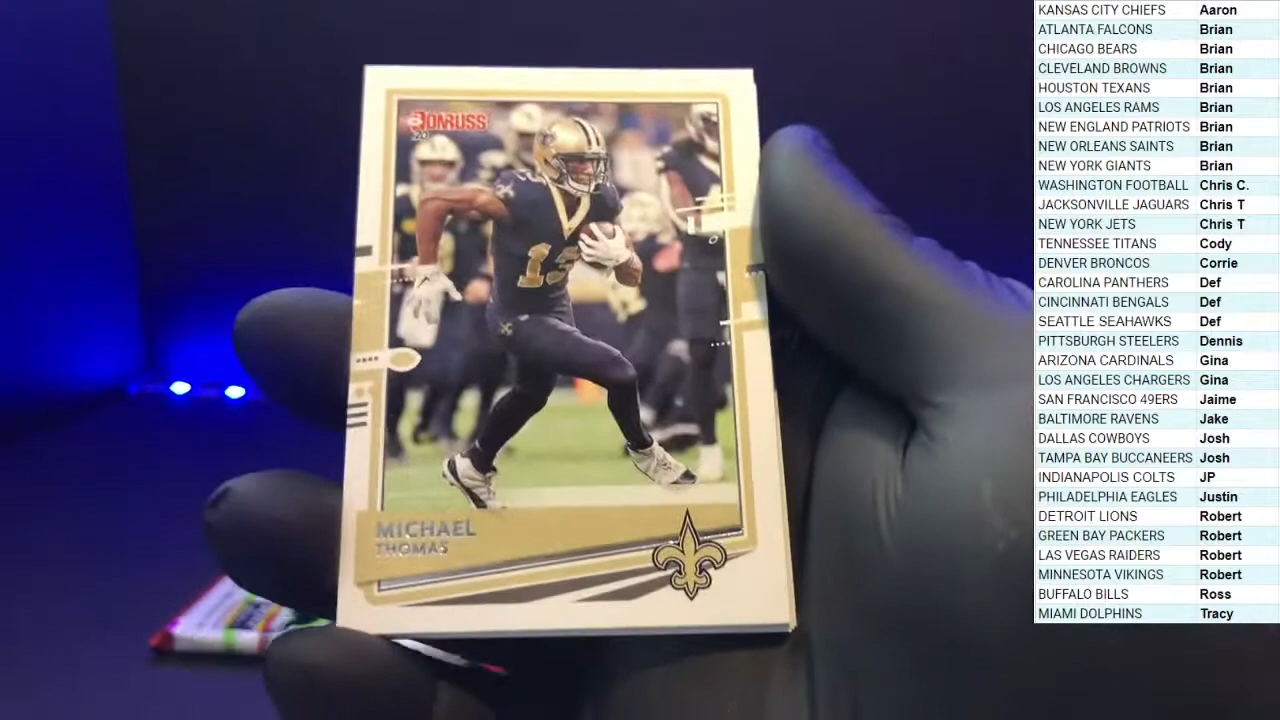 DONRUSS
20
13
MICHAEL
THOMAS
KANSAS CITY CHIEFS Aaron
ATLANTA FALCONS Brian
CHICAGO BEARS Brian
CLEVELAND BROWNS Brian
HOUSTON TEXANS Brian
LOS ANGELES RAMS Brian
NEW ENGLAND PATRIOTS Brian
NEW ORLEANS SAINTS Brian
NEW YORK GIANTS Brian
WASHINGTON FOOTBALL Chris C.
JACKSONVILLE JAGUARS Chris T
NEW YORK JETS Chris T
TENNESSEE TITANS Cody
DENVER BRONCOS Corrie
CAROLINA PANTHERS Def
CINCINNATI BENGALS Def
SEATTLE SEAHAWKS Def
PITTSBURGH STEELERS Dennis
ARIZONA CARDINALS Gina
LOS ANGELES CHARGERS Gina
SAN FRANCISCO 49ERS Jaime
BALTIMORE RAVENS Jake
DALLAS COWBOYS Josh
TAMPA BAY BUCCANEERS Josh
INDIANAPOLIS COLTS JP
PHILADELPHIA EAGLES Justin
DETROIT LIONS Robert
GREEN BAY PACKERS Robert
LAS VEGAS RAIDERS Robert
MINNESOTA VIKINGS Robert
BUFFALO BILLS Ross
MIAMI DOLPHINS Tracy